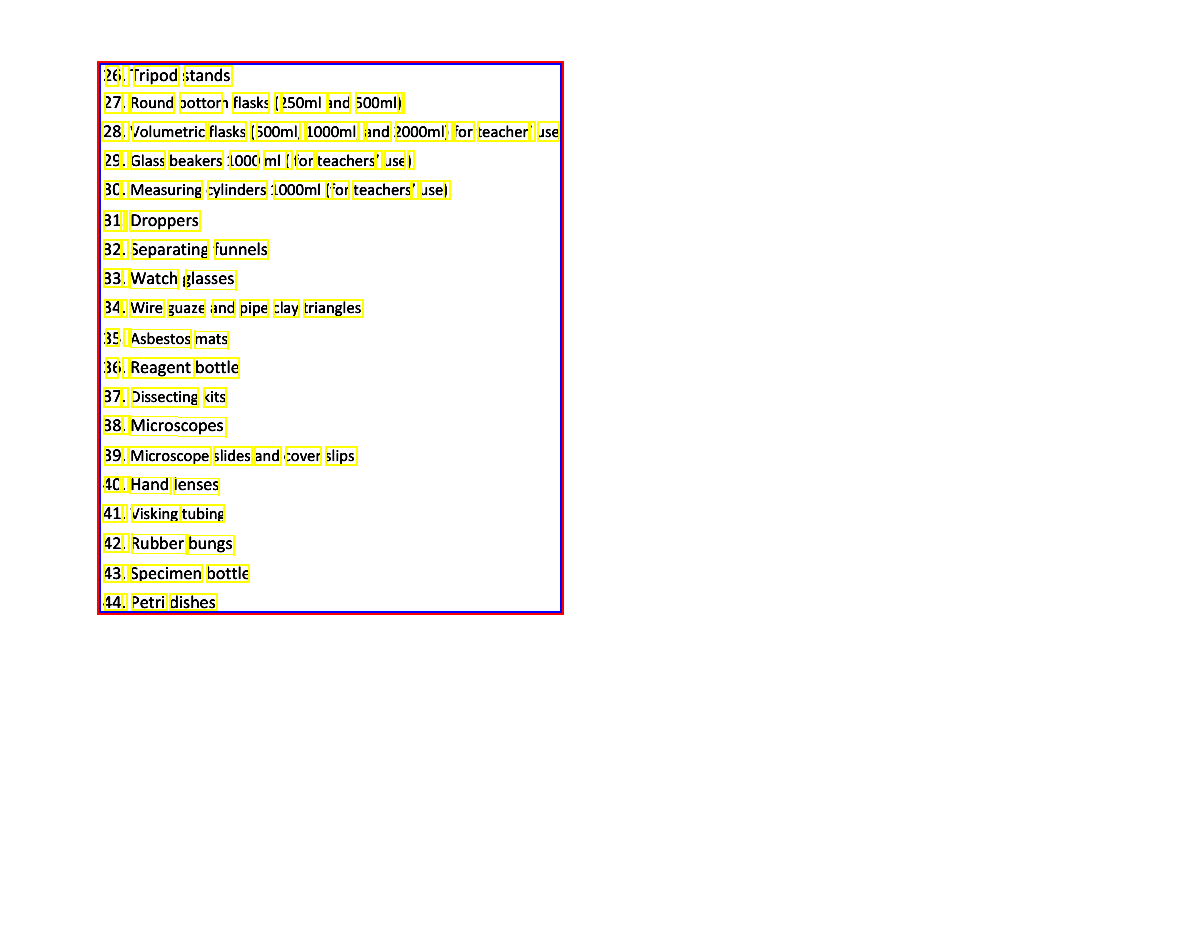 26. Tripod stands
27. Round bottom flasks (250ml and 500ml)
28. Volumetric flasks (500ml, 1000ml and 2000ml) for teacher' use
29. Glass beakers 1000 ml ( for teachers' use)
30. Measuring cylinders 1000ml (for teachers' use)
31. Droppers
32. Separating funnels
33. Watch glasses
34. Wire guaze and pipe clay triangles
35. Asbestos mats
36. Reagent bottle
37. Dissecting kits
38. Microscopes
39. Microscope slides and cover slips
40. Hand lenses
41. Visking tubing
42. Rubber bungs
43. Specimen bottle
44. Petri dishes